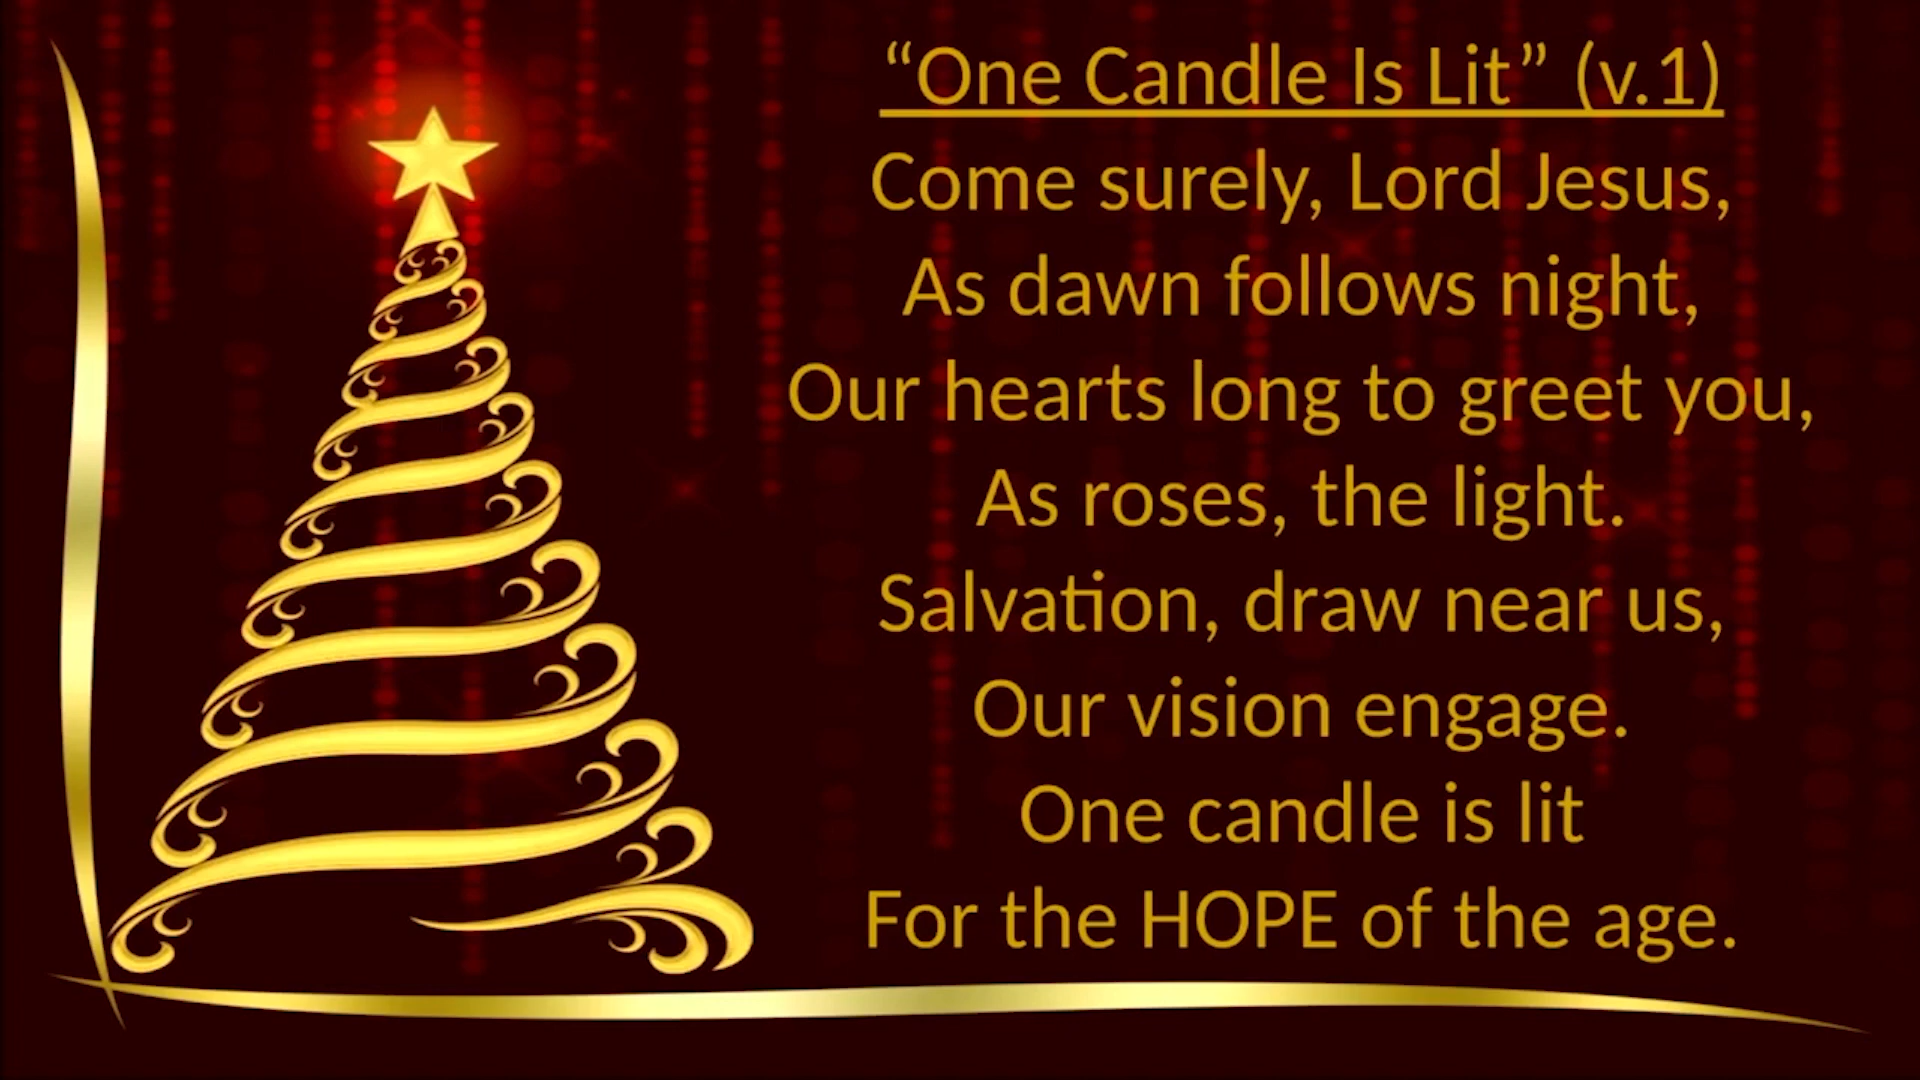 “One Candle Is Lit” (v.1)
Come surely, Lord Jesus,
As dawn follows night,
Our hearts long to greet you,
As roses, the light.
Salvation, draw near us,
Our vision engage.
One candle is lit
For the HOPE of the age.